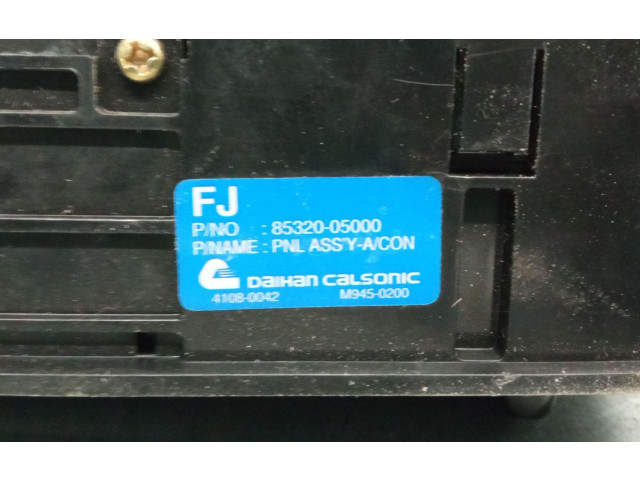 FJ
P/NO : 85320-05000
P/NAME : PNL ASS'Y-A/CON
DAIHAN CALSONIC
4108-0042 M945-0200